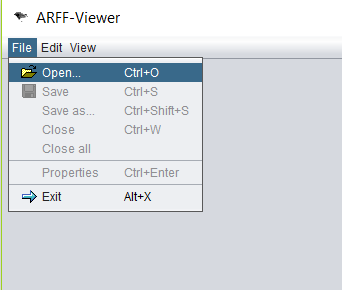 ARFF-Viewer
File Edit View
Open... Ctrl+O
Save Ctrl+S
Save as... Ctrl+Shift+S
Close Ctrl+W
Close all
Properties Ctrl+Enter
Exit Alt+X